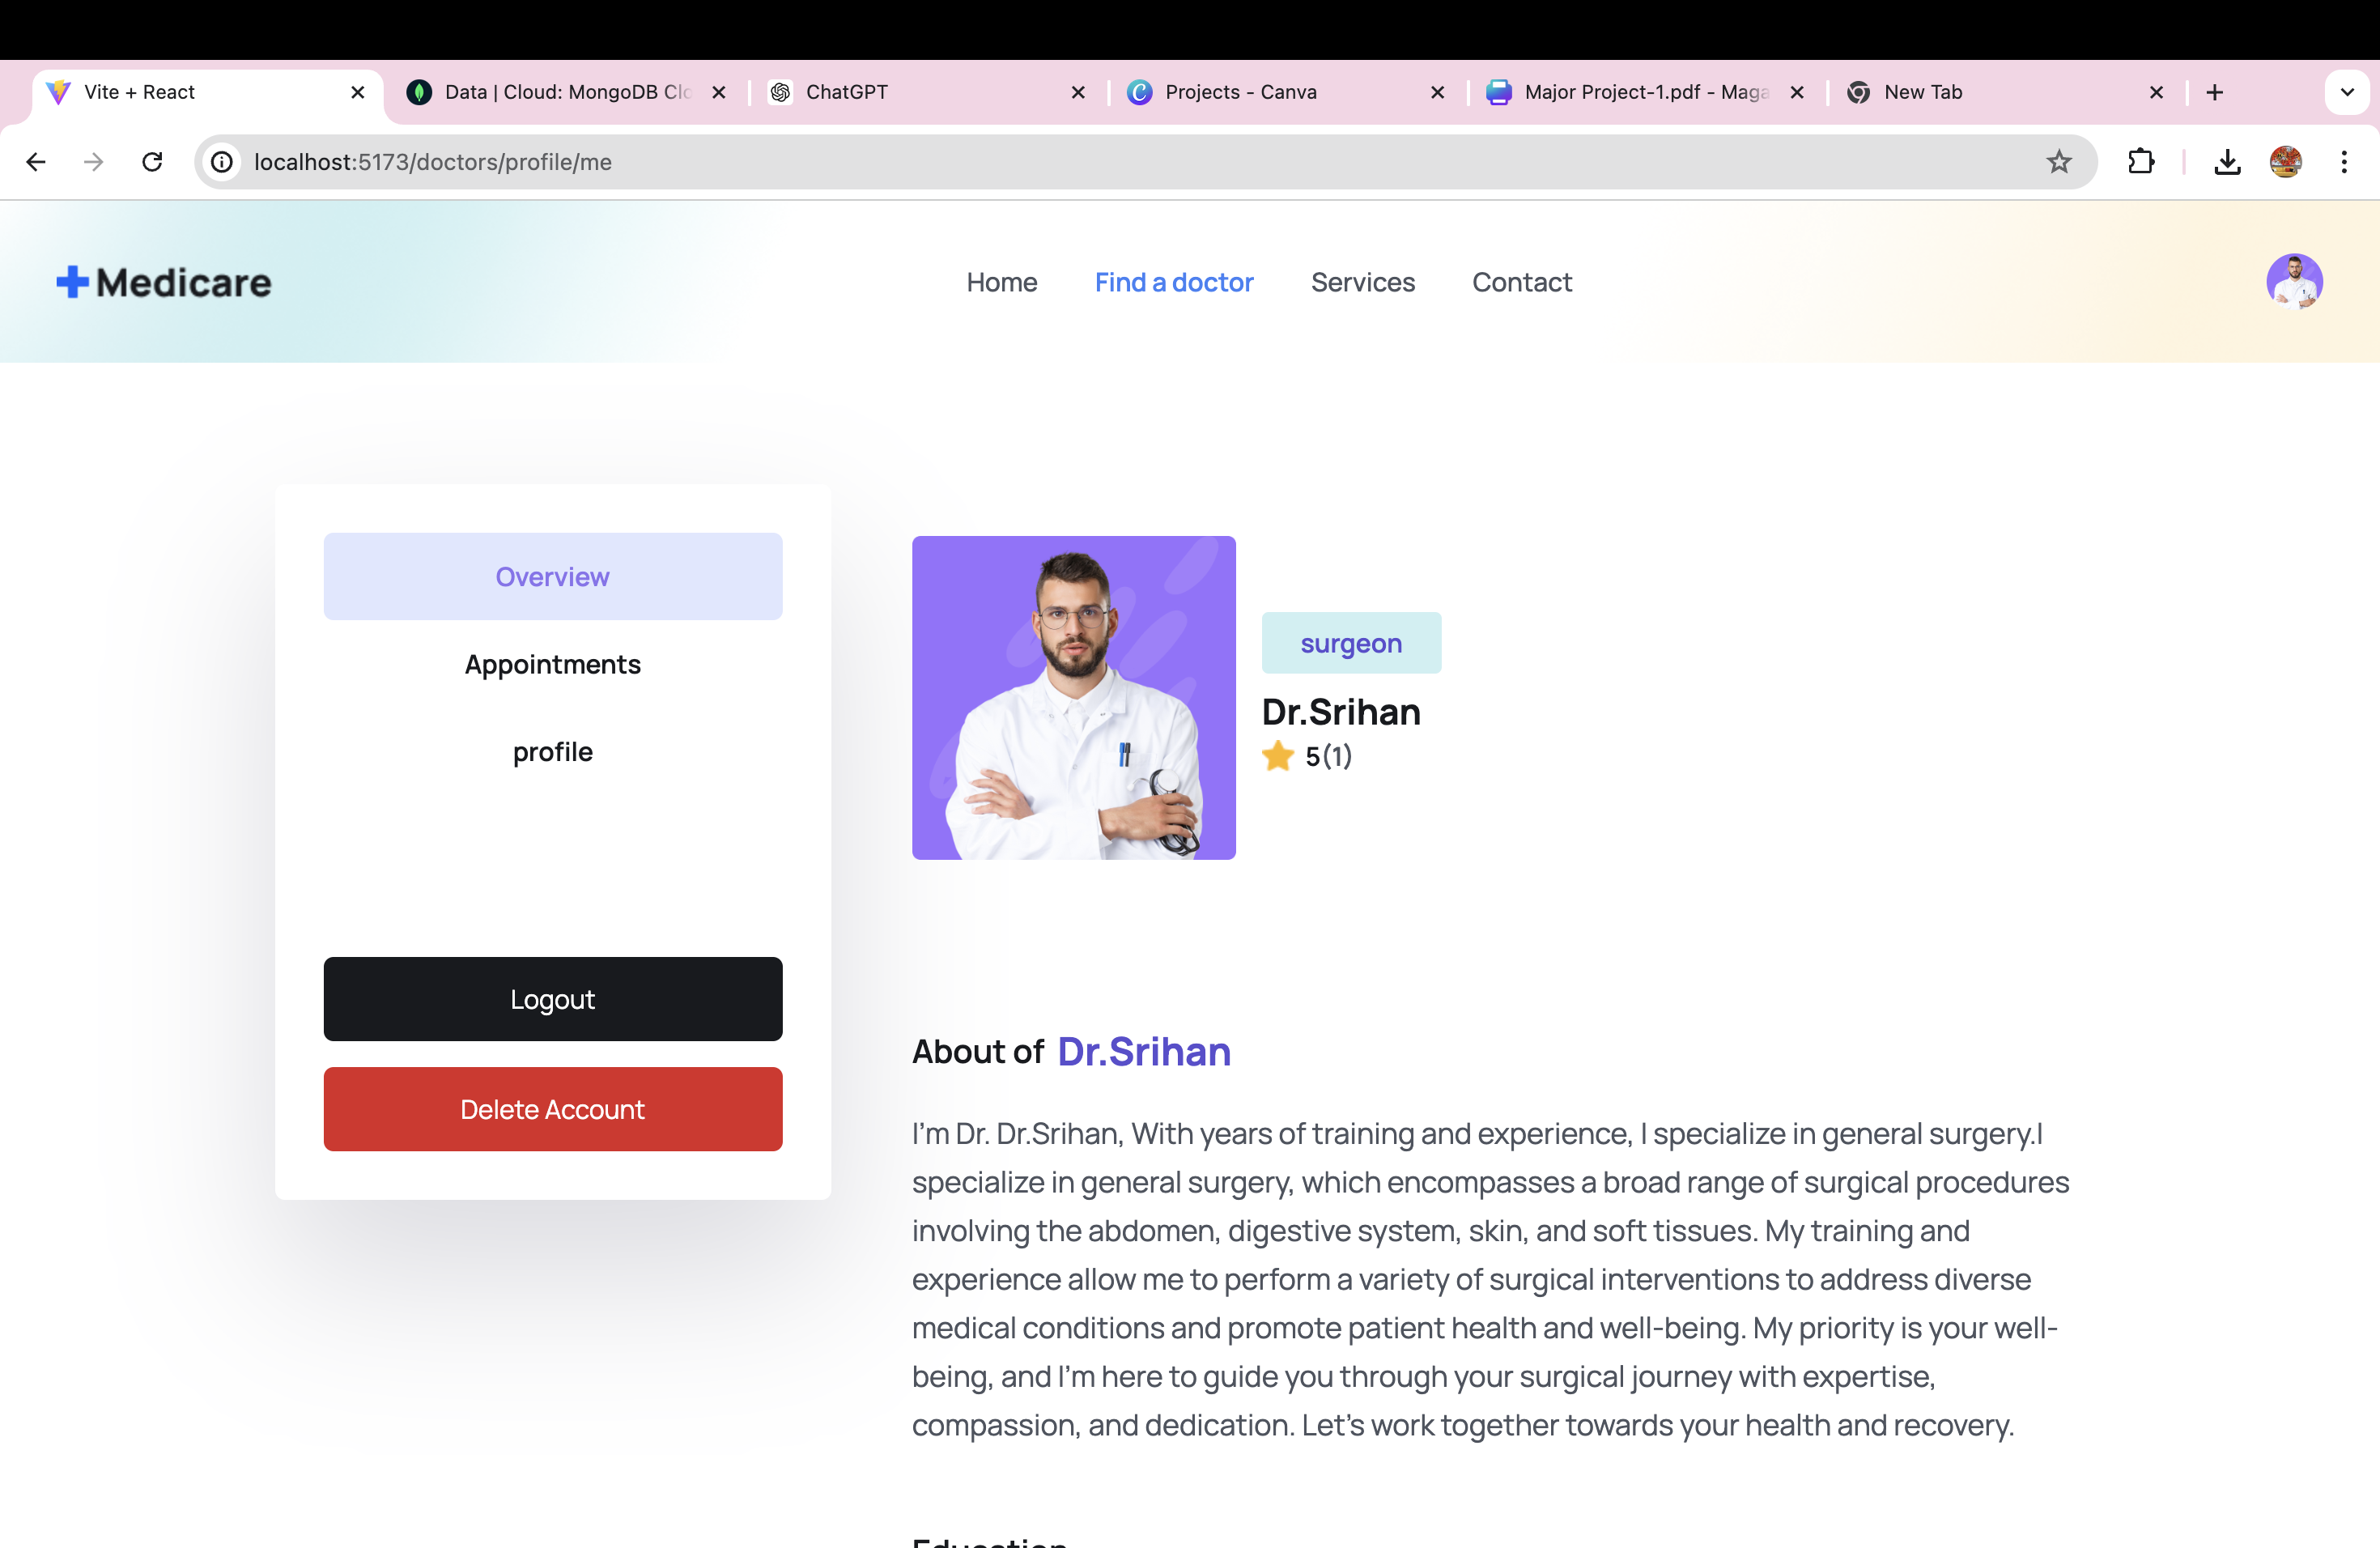 Vite + React
Data | Cloud: MongoDB Clo
ChatGPT
Projects - Canva
Major Project-1.pdf - Maga
New Tab
localhost:5173/doctors/profile/me
Medicare
Home
Find a doctor
Services
Contact
Overview
Appointments
profile
Logout
Delete Account
surgeon
Dr.Srihan
5(1)
About of Dr.Srihan
I'm Dr. Dr.Srihan, With years of training and experience, I specialize in general surgery.I
specialize in general surgery, which encompasses a broad range of surgical procedures
involving the abdomen, digestive system, skin, and soft tissues. My training and
experience allow me to perform a variety of surgical interventions to address diverse
medical conditions and promote patient health and well-being. My priority is your well-
being, and I'm here to guide you through your surgical journey with expertise,
compassion, and dedication. Let's work together towards your health and recovery.
Education